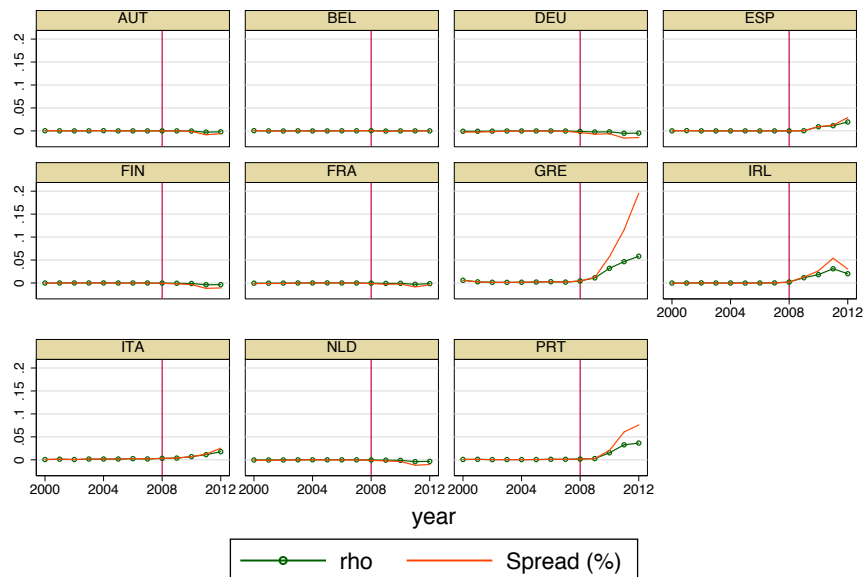 AUT BEL DEU ESP
.2
.15
.1
.05
0
FIN FRA GRE IRL
.2
.15
.1
.05
0
2000 2004 2008 2012
ITA NLD PRT
.2
.15
.1
.05
0
2000 2008 2012 2000 2004 2008 2012 2000 2004 2008 2012
year
rho Spread (%)